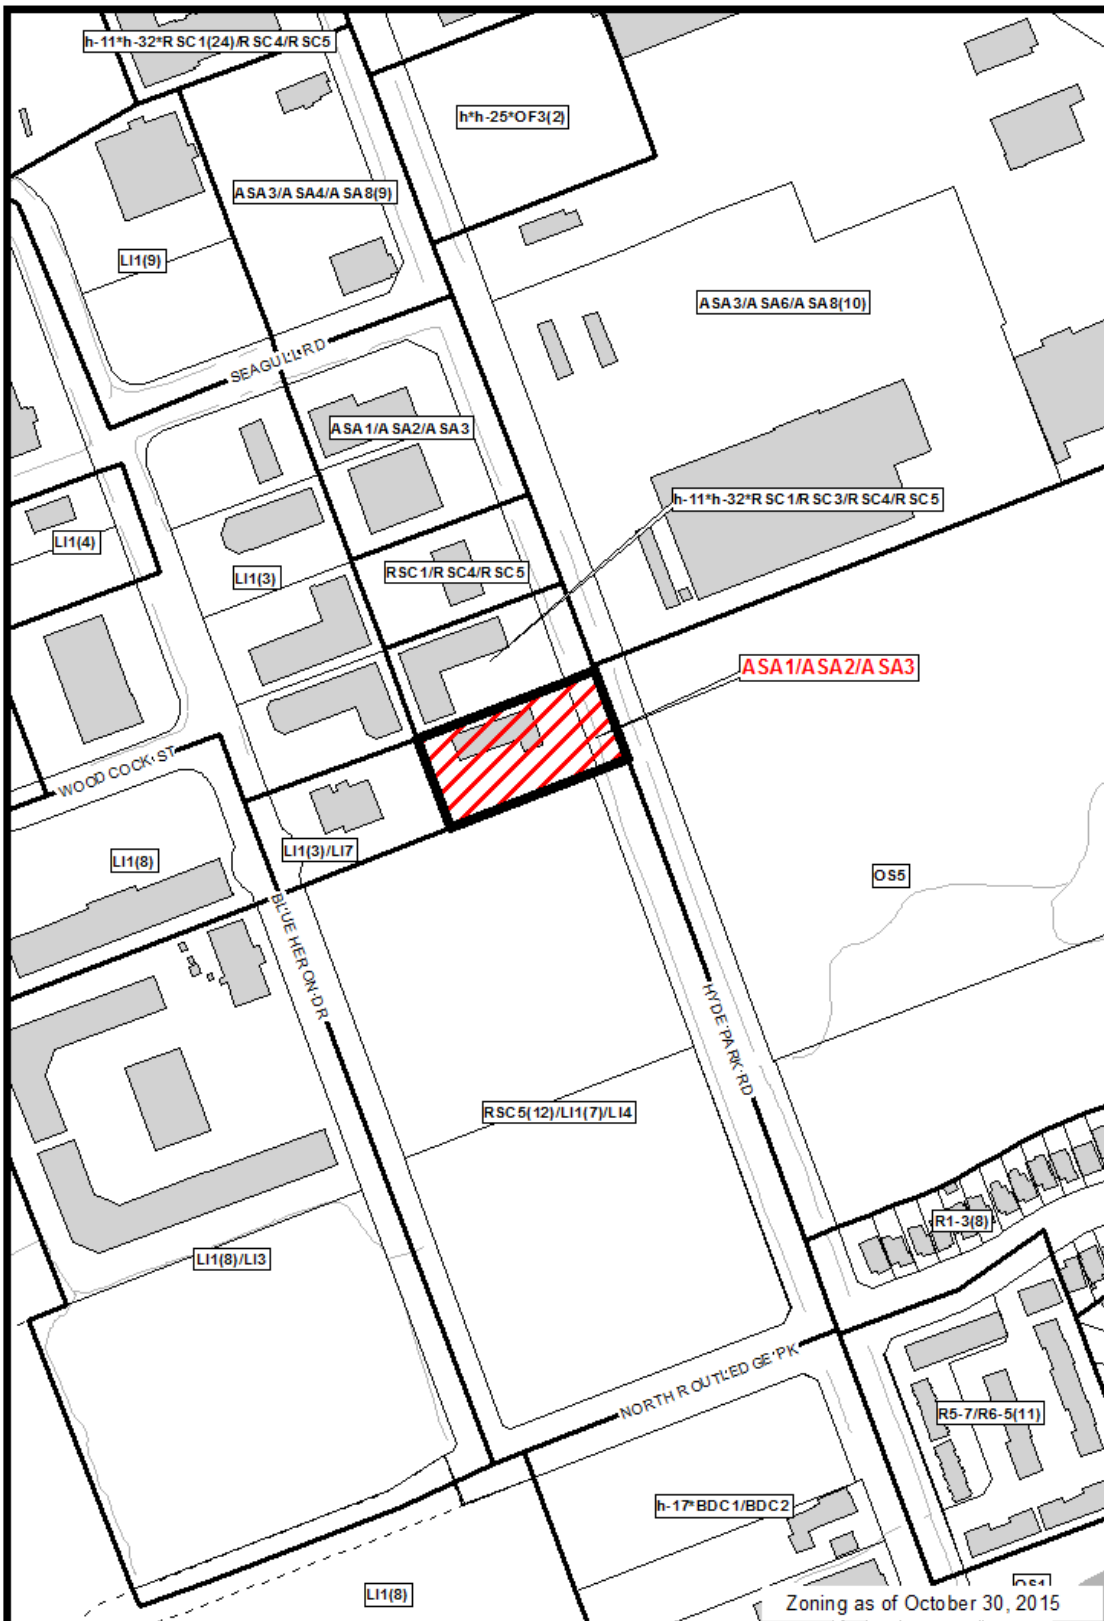 h-11*h-32*RSC1(24)/RSC4/RSC5
h*h-25*OF3(2)
ASA3/ASA4/ASA8(9)
LI1(9)
ASA3/ASA6/ASA8(10)
SEAGULL RD
ASA1/ASA2/ASA3
h-11*h-32*RSC1/RSC3/RSC4/RSC5
LI1(4)
RSC1/RSC4/RSC5
LI1(3)
ASA1/ASA2/ASA3
WOODCOCK ST
LI1(3)/LI7
LI1(8)
OS5
BLUE HERON DR
HYDE PARK RD
RSC5(12)/LI1(7)/LI4
R1-3(8)
LI1(8)/LI3
NORTH ROUTLEDGE PK
R5-7/R6-5(11)
h-17*BDC1/BDC2
LI1(8)
OS1
Zoning as of October 30, 2015